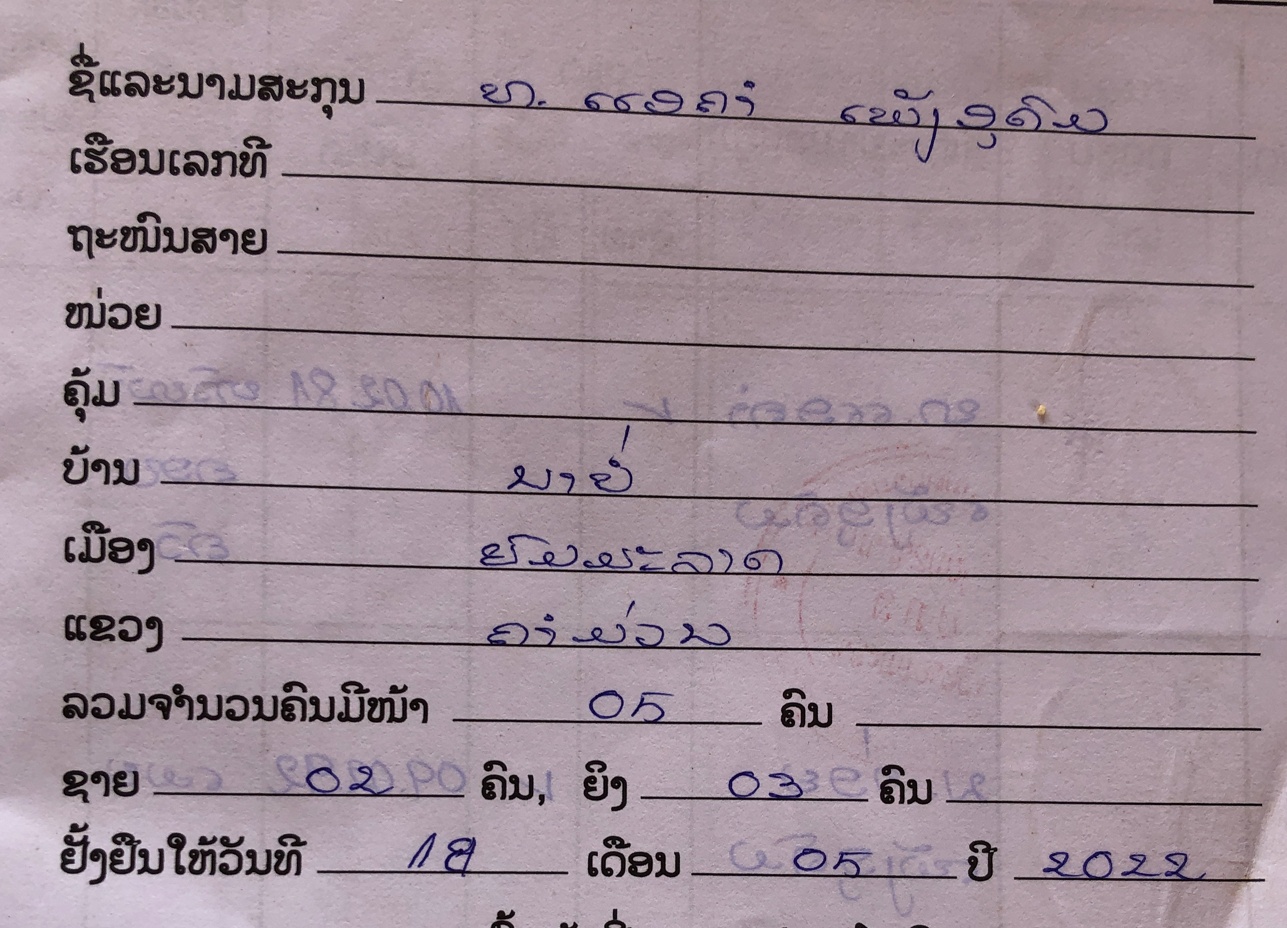 ຊື່ແລະນາມສະກຸນ ທ. ແອຄຳ ເພັງອຸດົມ
ເຮືອນເລກທີ
ຖະໜົນສາຍ
ໜ່ວຍ
ຄຸ້ມ
ບ້ານ ນາຢໍ່
ເມືອງ ຍົມມະລາດ
ແຂວງ ຄຳມ່ວນ
ລວມຈຳນວນຄົນມີໜ້າ 05 ຄົນ
ຊາຍ 02 ຄົນ, ຍິງ 03 ຄົນ
ຢັ້ງຢືນໃຫ້ວັນທີ 18 ເດືອນ 05 ປີ 2022